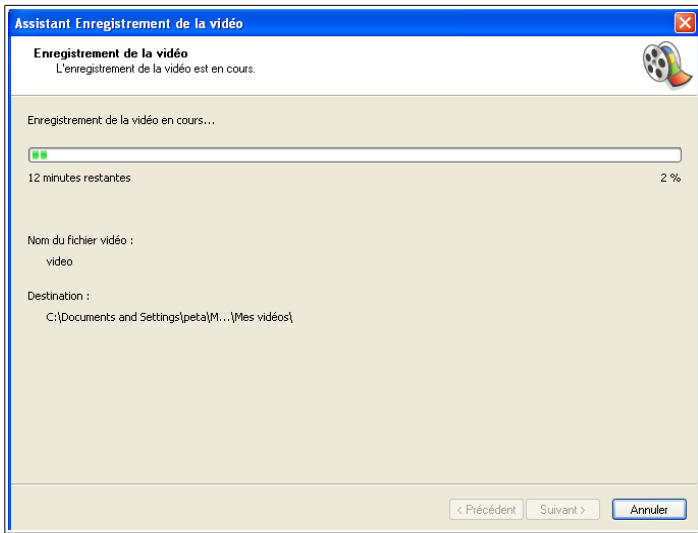 Assistant Enregistrement de la vidéo
Enregistrement de la vidéo
L'enregistrement de la vidéo est en cours.
Enregistrement de la vidéo en cours...
12 minutes restantes
2 %
Nom du fichier vidéo :
video
Destination :
C:\Documents and Settings\peta\M...\Mes vidéos\
< Précédent
Suivant >
Annuler